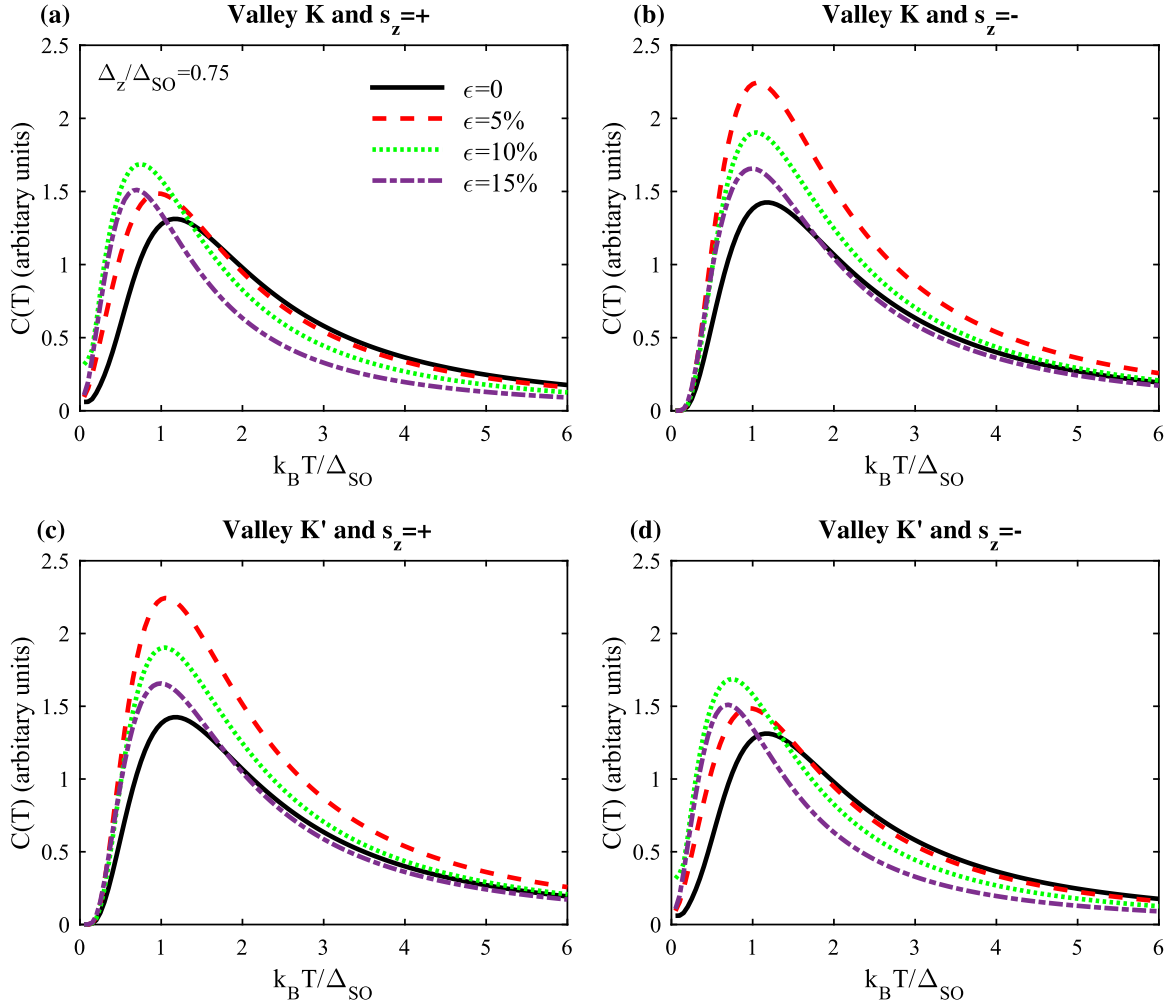 (a) Valley K and s_z=+
Δ_z/Δ_SO=0.75
ϵ=0
ϵ=5%
ϵ=10%
ϵ=15%
2.5
2
1.5
1
0.5
0
C(T) (arbitary units)
0 1 2 3 4 5 6
k_B T/Δ_SO
(b) Valley K and s_z=-
2.5
2
1.5
1
0.5
0
C(T) (arbitary units)
0 1 2 3 4 5 6
k_B T/Δ_SO
(c) Valley K' and s_z=+
2.5
2
1.5
1
0.5
0
C(T) (arbitary units)
0 1 2 3 4 5 6
k_B T/Δ_SO
(d) Valley K' and s_z=-
2.5
2
1.5
1
0.5
0
C(T) (arbitary units)
0 1 2 3 4 5 6
k_B T/Δ_SO